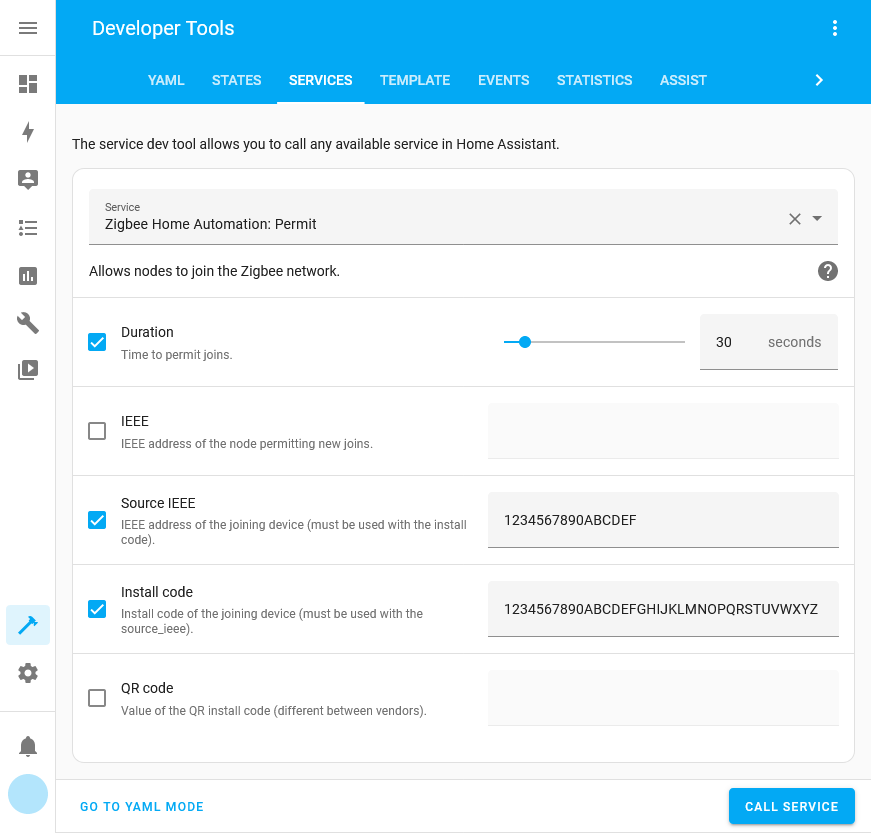 Developer Tools
YAML STATES SERVICES TEMPLATE EVENTS STATISTICS ASSIST
The service dev tool allows you to call any available service in Home Assistant.
Service
Zigbee Home Automation: Permit
Allows nodes to join the Zigbee network.
Duration
Time to permit joins.
30 seconds
IEEE
IEEE address of the node permitting new joins.
Source IEEE
IEEE address of the joining device (must be used with the install
code).
1234567890ABCDEF
Install code
Install code of the joining device (must be used with the
source_ieee).
1234567890ABCDEFGHIJKLMNOPQRSTUVWXYZ
QR code
Value of the QR install code (different between vendors).
GO TO YAML MODE
CALL SERVICE